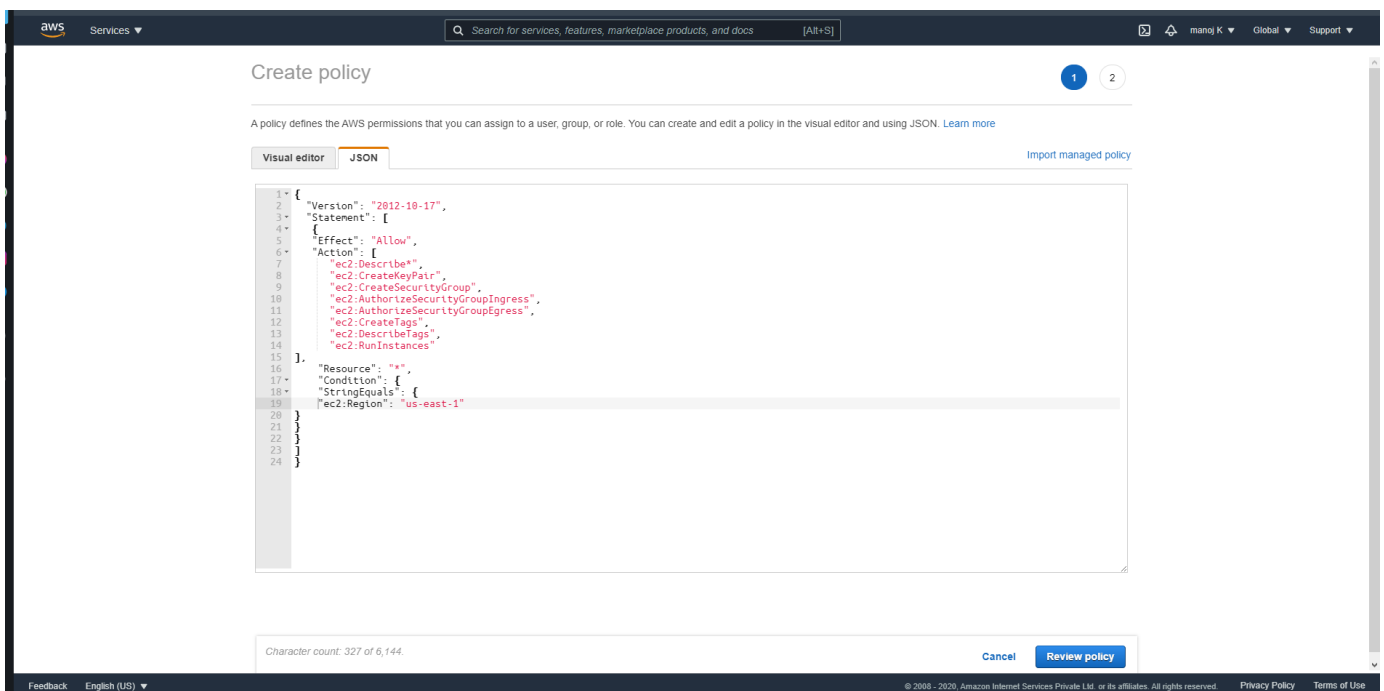 aws Services ▼ Search for services, features, marketplace products, and docs [Alt+S] manoj K ▼ Global ▼ Support ▼
Create policy 1 2
A policy defines the AWS permissions that you can assign to a user, group, or role. You can create and edit a policy in the visual editor and using JSON. Learn more
Visual editor JSON Import managed policy
1 {
2 "Version": "2012-10-17",
3 "Statement": [
4 {
5 "Effect": "Allow",
6 "Action": [
7 "ec2:Describe*",
8 "ec2:CreateKeyPair",
9 "ec2:CreateSecurityGroup",
10 "ec2:AuthorizeSecurityGroupIngress",
11 "ec2:AuthorizeSecurityGroupEgress",
12 "ec2:CreateTags",
13 "ec2:DescribeTags",
14 "ec2:RunInstances"
15 ],
16 "Resource": "*",
17 "Condition": {
18 "StringEquals": {
19 "ec2:Region": "us-east-1"
20 }
21 }
22 }
23 ]
24 }
Character count: 327 of 6,144. Cancel Review policy
Feedback English (US) ▼ © 2008 - 2020, Amazon Internet Services Private Ltd. or its affiliates. All rights reserved. Privacy Policy Terms of Use